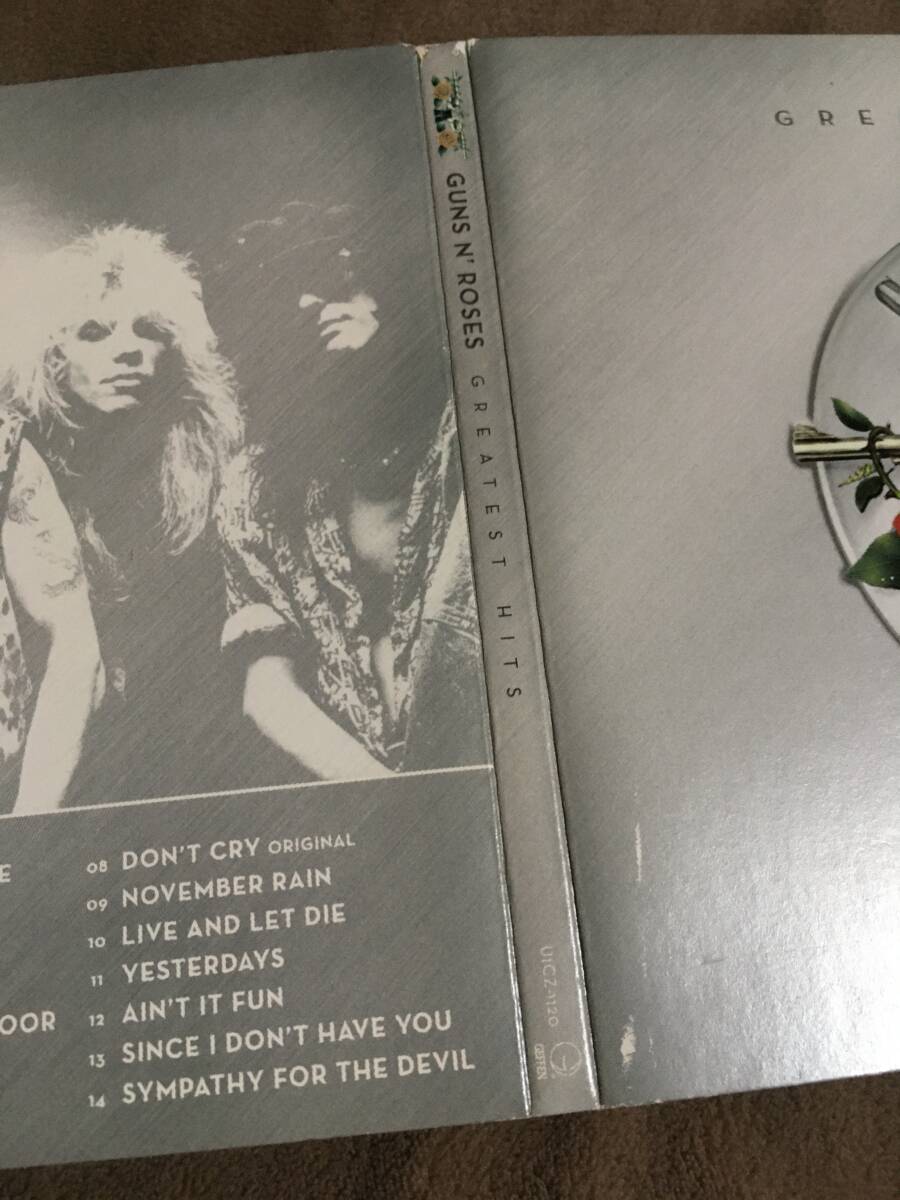 GRE
GUNS N' ROSES GREATEST HITS
UICZ-1120
GEFFEN
E
OOR
08 DON'T CRY ORIGINAL
09 NOVEMBER RAIN
10 LIVE AND LET DIE
11 YESTERDAYS
12 AIN'T IT FUN
13 SINCE I DON'T HAVE YOU
14 SYMPATHY FOR THE DEVIL